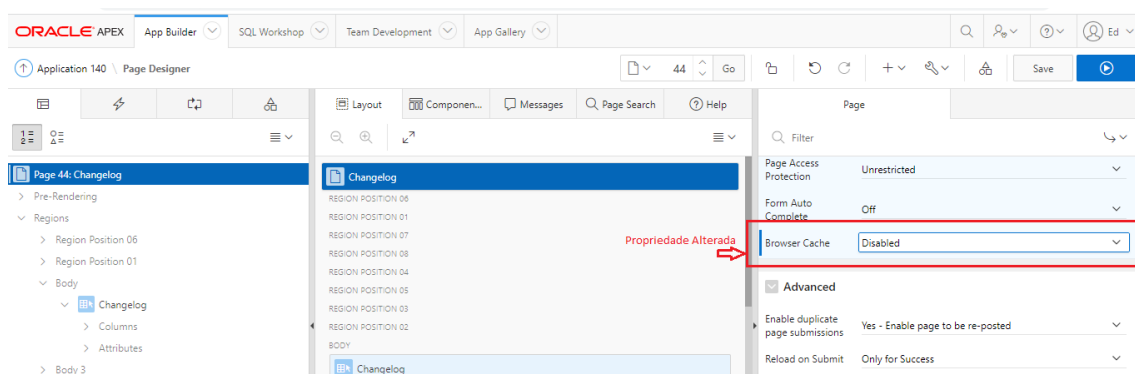 ORACLE APEX App Builder SQL Workshop Team Development App Gallery Ed
Application 140 \ Page Designer 44 Go Save
Layout Componen... Messages Page Search Help Page
Filter
Page 44: Changelog
Pre-Rendering
Regions
Region Position 06
Region Position 01
Body
Changelog
Columns
Attributes
Body 3
Changelog
REGION POSITION 06
REGION POSITION 01
REGION POSITION 07
REGION POSITION 08
REGION POSITION 04
REGION POSITION 05
REGION POSITION 03
REGION POSITION 02
BODY
Changelog
Propriedade Alterada
Page Access
Protection
Unrestricted
Form Auto
Complete
Off
Browser Cache Disabled
Advanced
Enable duplicate
page submissions
Yes - Enable page to be re-posted
Reload on Submit Only for Success